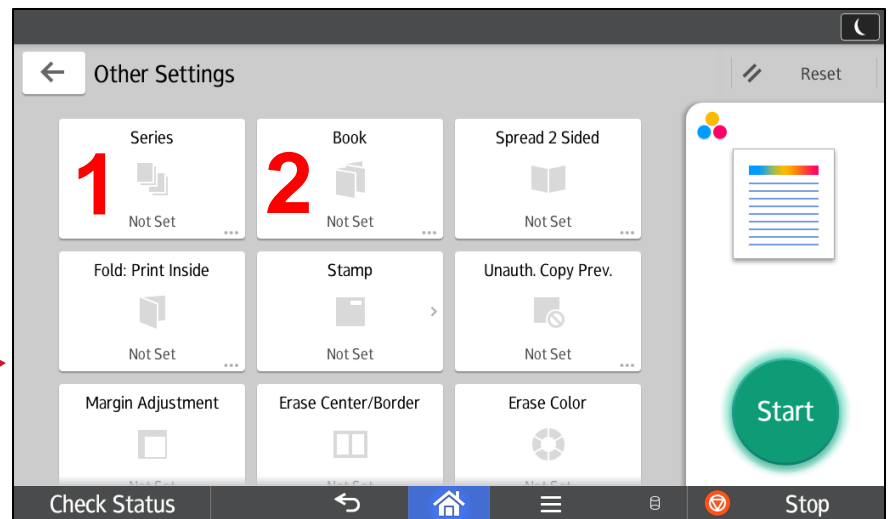 Other Settings
Reset
Series
1
Not Set
Book
2
Not Set
Spread 2 Sided
Not Set
Fold: Print Inside
Not Set
Stamp
Not Set
Unauth. Copy Prev.
Not Set
Margin Adjustment
Erase Center/Border
Erase Color
Start
Check Status
Stop